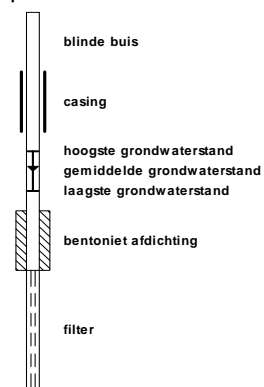 blinde buis
casing
hoogste grondwaterstand
gemiddelde grondwaterstand
laagste grondwaterstand
bentoniet afdichting
filter